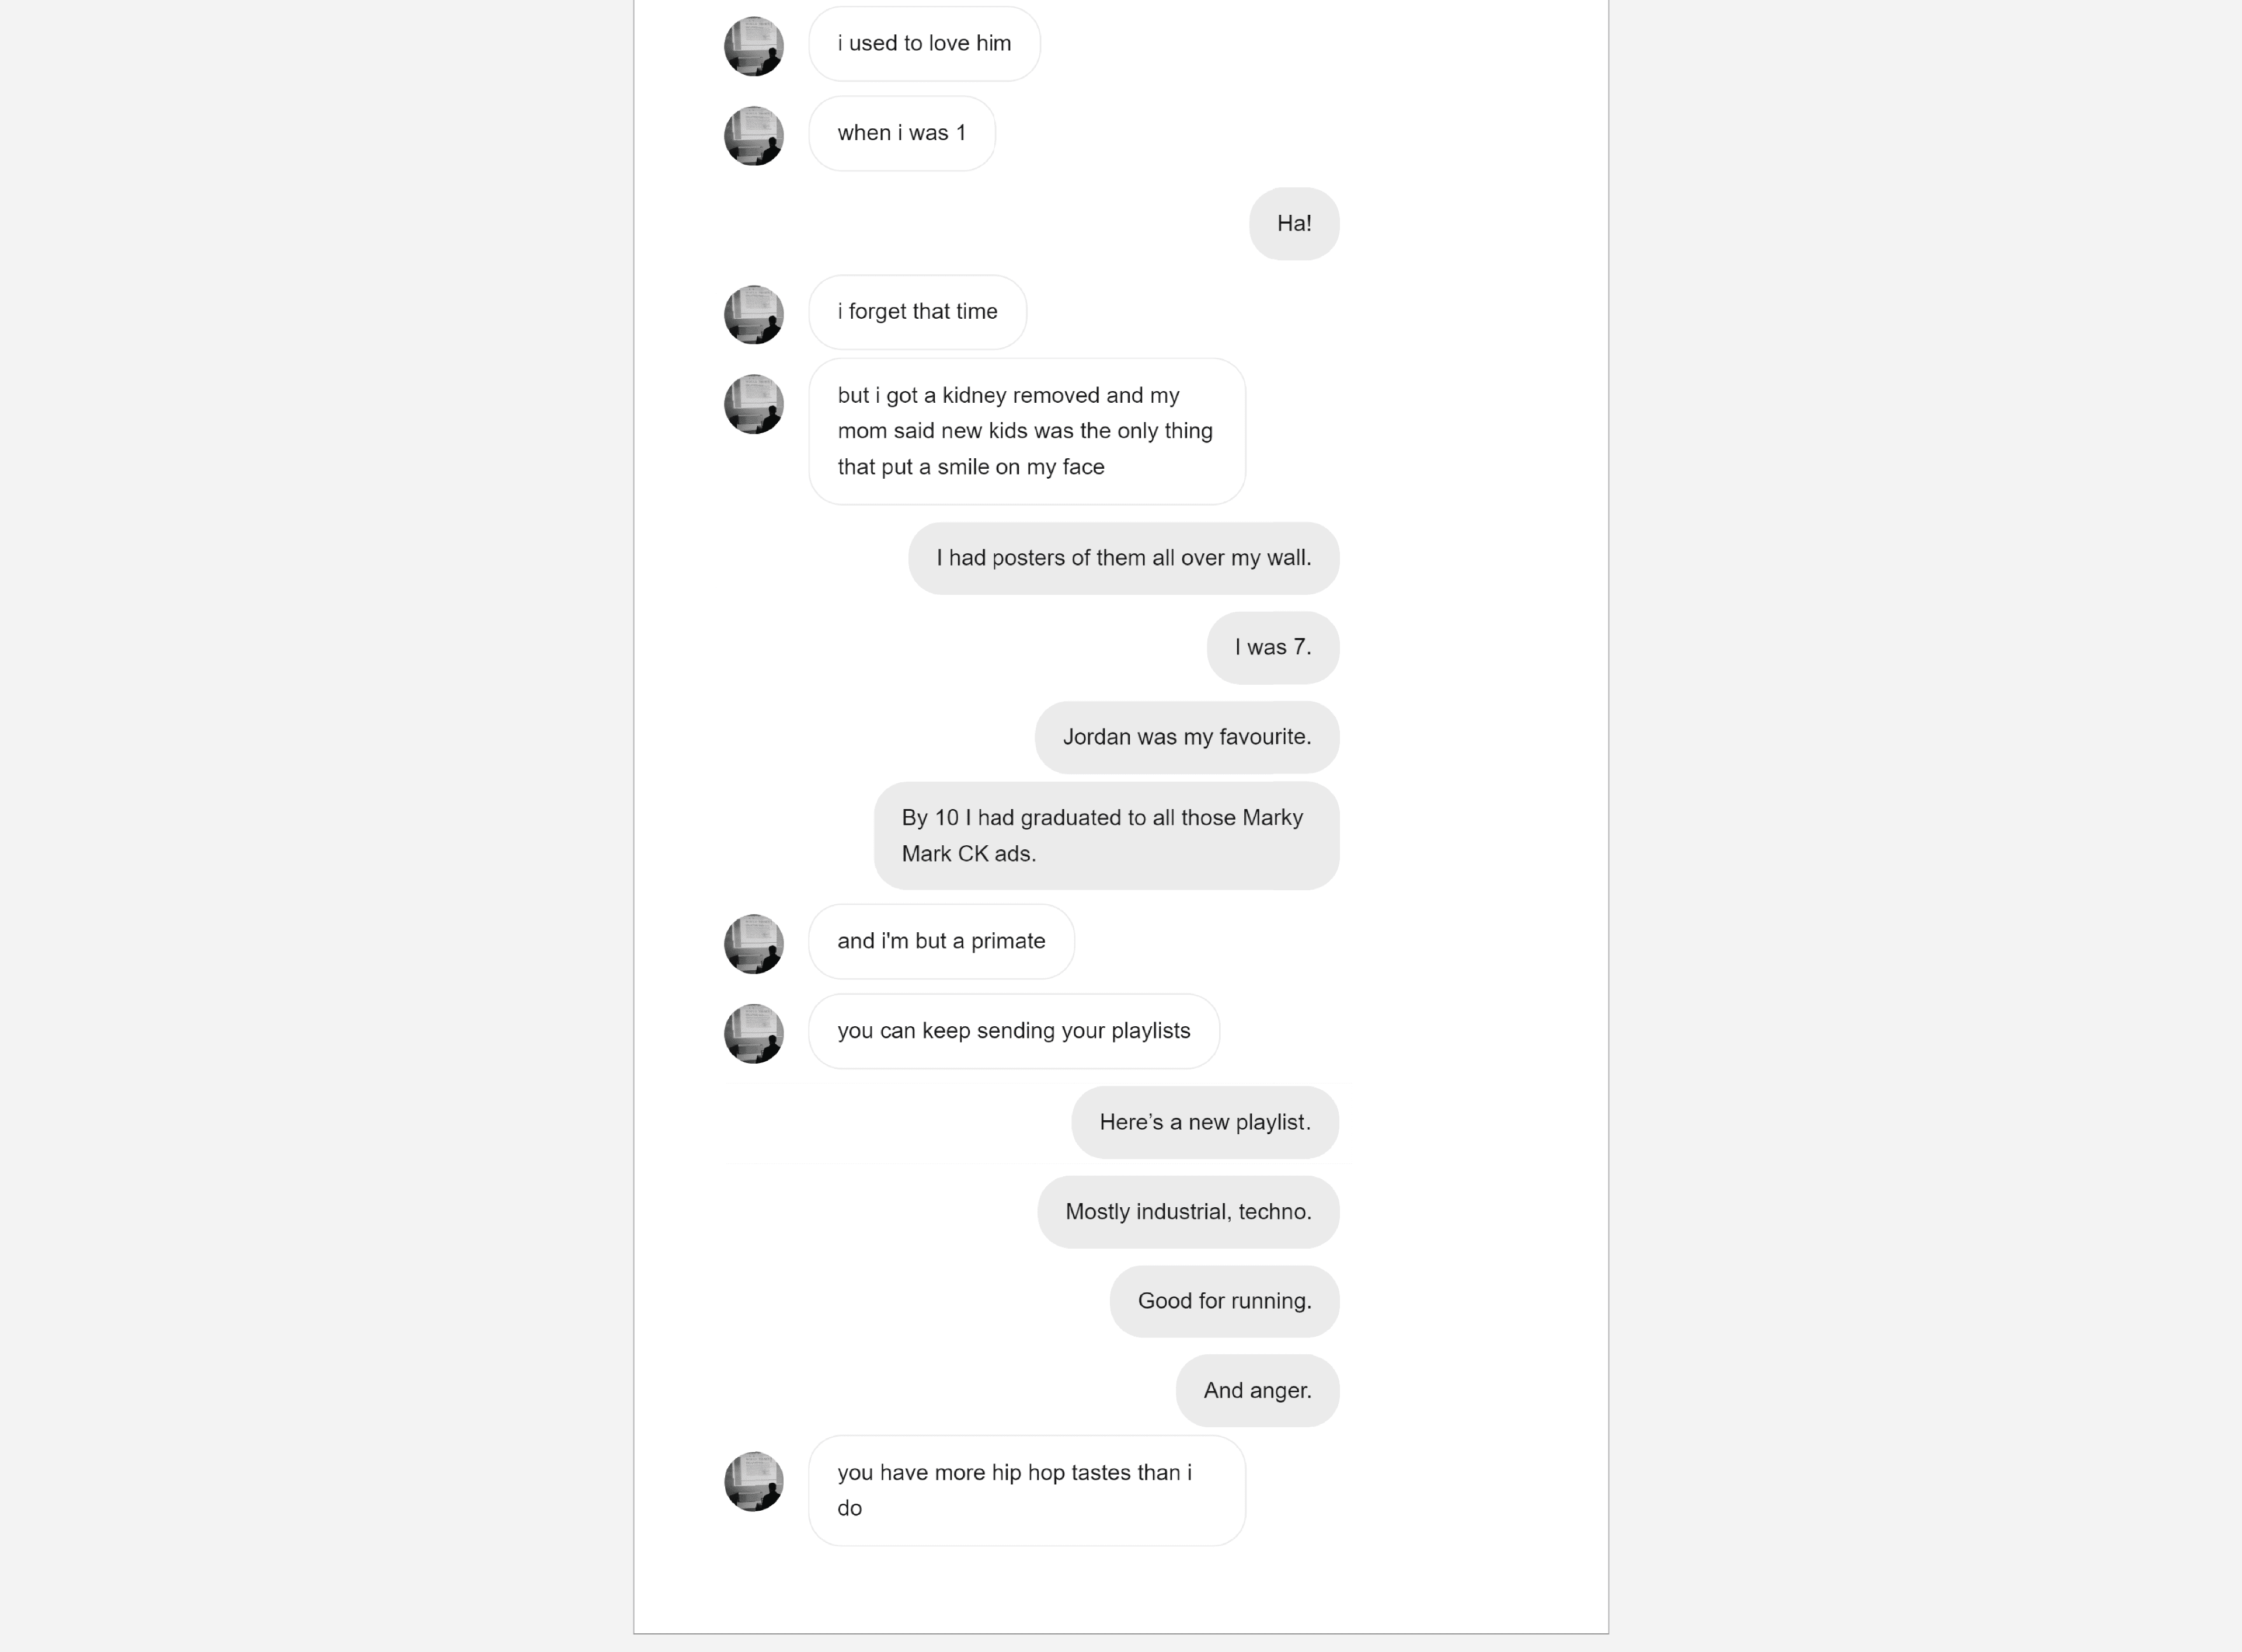 i used to love him
when i was 1
Ha!
i forget that time
but i got a kidney removed and my
mom said new kids was the only thing
that put a smile on my face
I had posters of them all over my wall.
I was 7.
Jordan was my favourite.
By 10 I had graduated to all those Marky
Mark CK ads.
and i'm but a primate
you can keep sending your playlists
Here’s a new playlist.
Mostly industrial, techno.
Good for running.
And anger.
you have more hip hop tastes than i
do